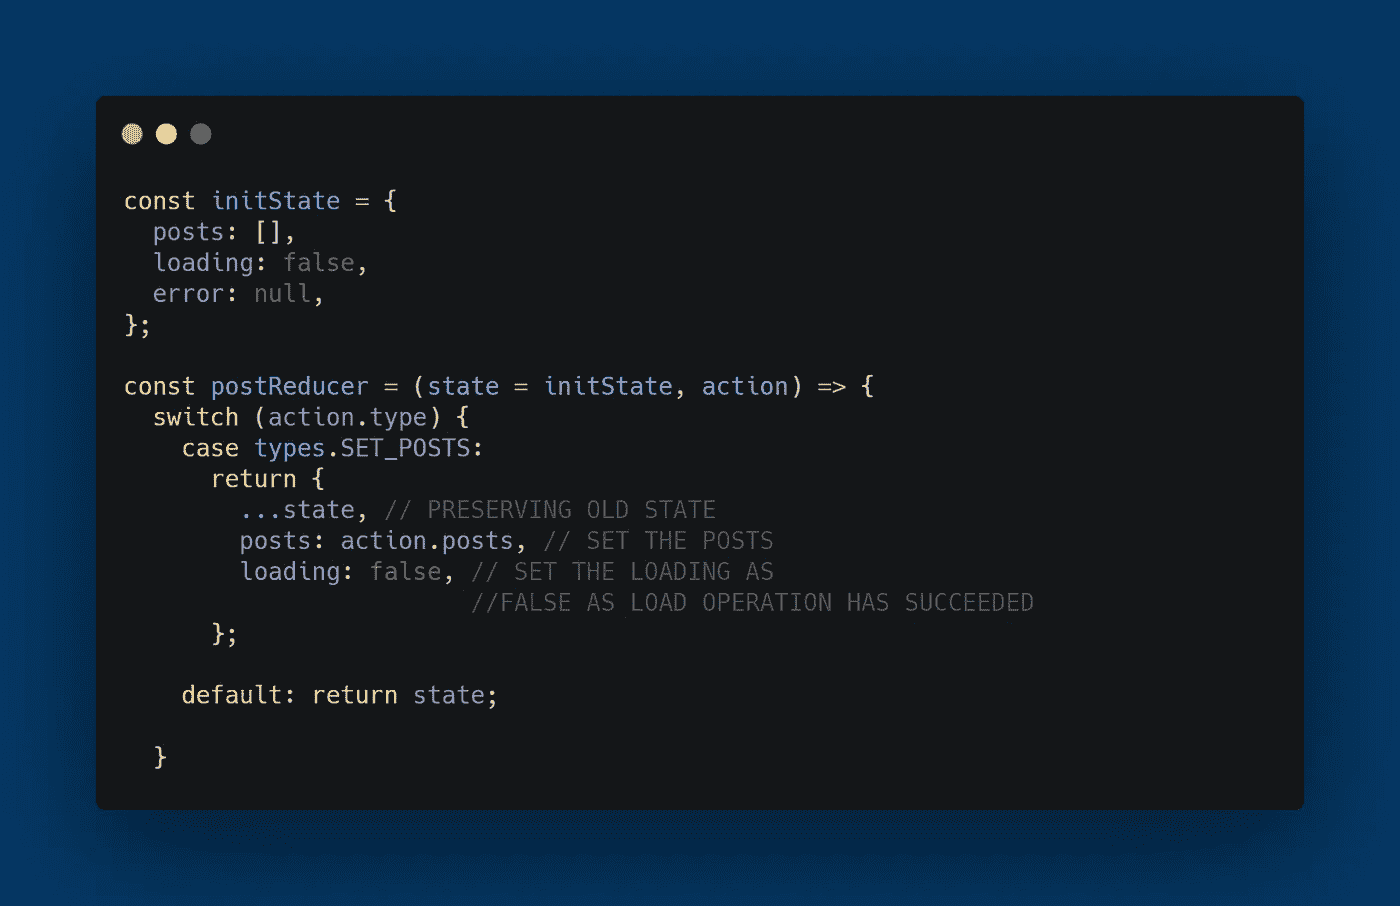 const initState = {
  posts: [],
  loading: false,
  error: null,
};
const postReducer = (state = initState, action) => {
  switch (action.type) {
    case types.SET_POSTS:
      return {
        ...state, // PRESERVING OLD STATE
        posts: action.posts, // SET THE POSTS
        loading: false, // SET THE LOADING AS
                        //FALSE AS LOAD OPERATION HAS SUCCEEDED
      };
    default: return state;
  }